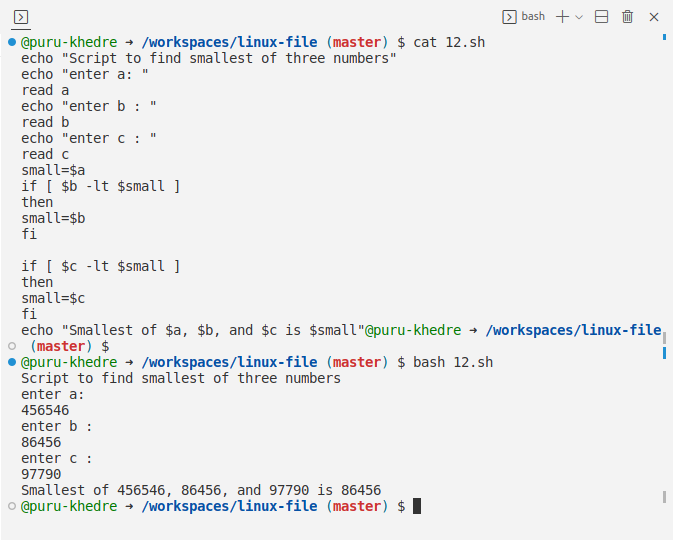 bash
@puru-khedre → /workspaces/linux-file (master) $ cat 12.sh
echo "Script to find smallest of three numbers"
echo "enter a: "
read a
echo "enter b : "
read b
echo "enter c : "
read c
small=$a
if [ $b -lt $small ]
then
small=$b
fi

if [ $c -lt $small ]
then
small=$c
fi
echo "Smallest of $a, $b, and $c is $small"@puru-khedre → /workspaces/linux-file
 (master) $
@puru-khedre → /workspaces/linux-file (master) $ bash 12.sh
Script to find smallest of three numbers
enter a:
456546
enter b :
86456
enter c :
97790
Smallest of 456546, 86456, and 97790 is 86456
@puru-khedre → /workspaces/linux-file (master) $